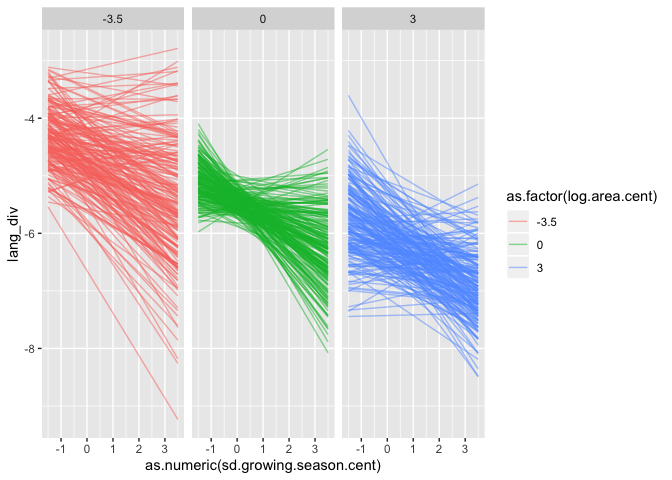 -3.5 0 3
-4
-6
-8
lang_div
-1 0 1 2 3 -1 0 1 2 3 -1 0 1 2 3
as.numeric(sd.growing.season.cent)
as.factor(log.area.cent)
-3.5
0
3